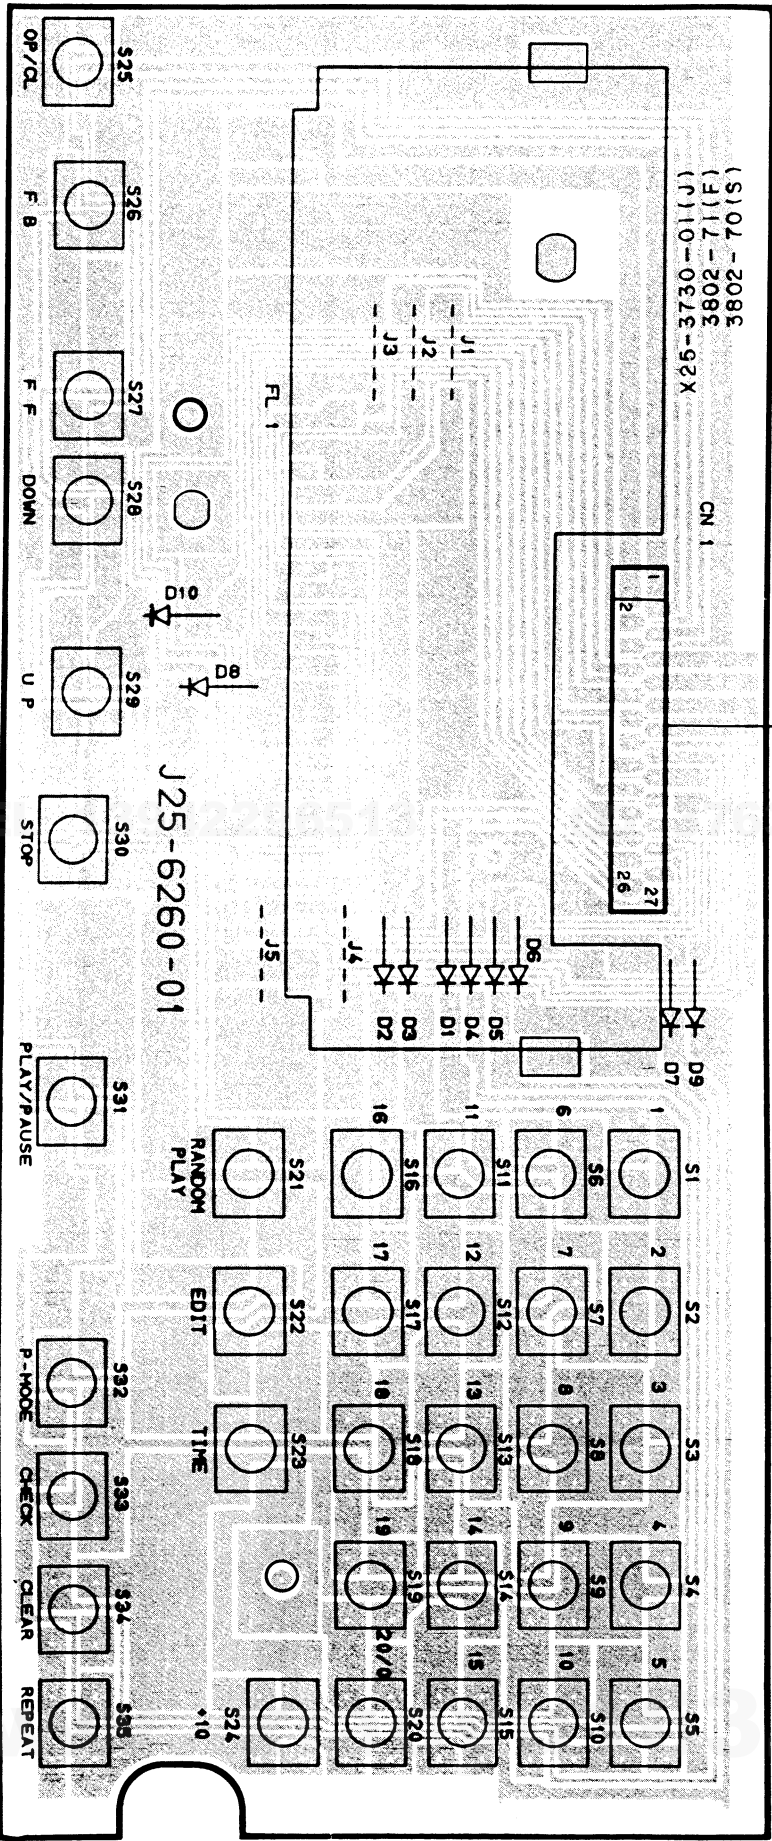 X25-3730-01(J)
3802-71(F)
3802-70(S)
CN 1
1
2
26
27
J1
J2
J3
FL 1
J4
J5
D6
D5
D4
D1
D3
D2
D9
D7
D10
D8
J25-6260-01
1
S1
2
S2
3
S3
4
S4
5
S5
6
S6
7
S7
8
S8
9
S9
10
S10
11
S11
12
S12
13
S13
14
S14
15
S15
16
S16
17
S17
18
S18
19
S19
20/0
S20
S21
RANDOM
PLAY
S22
EDIT
S23
TIME
S24
+10
S25
OP/CL
S26
F B
S27
F F
S28
DOWN
S29
U P
S30
STOP
S31
PLAY/PAUSE
S32
P-MODE
S33
CHECK
S34
CLEAR
S35
REPEAT